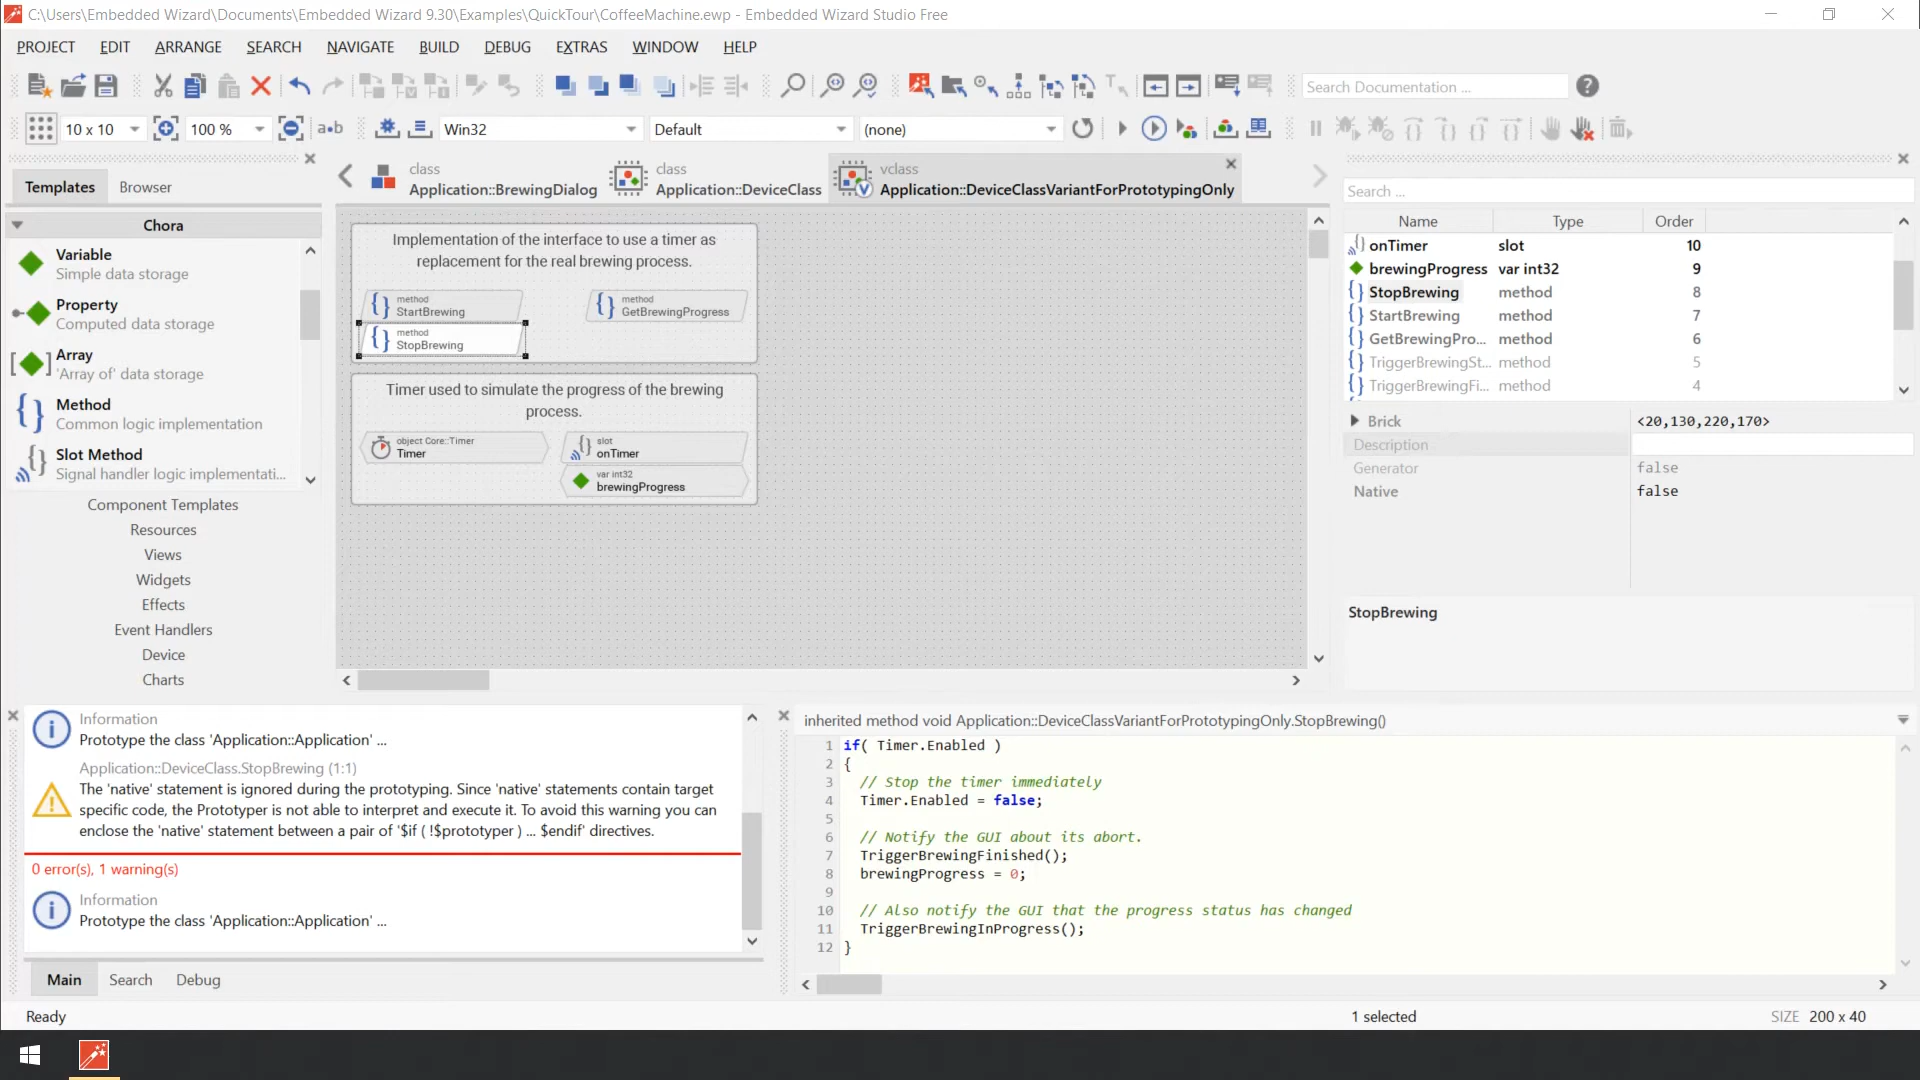 C:\Users\Embedded Wizard\Documents\Embedded Wizard 9.30\Examples\QuickTour\CoffeeMachine.ewp - Embedded Wizard Studio Free
PROJECT EDIT ARRANGE SEARCH NAVIGATE BUILD DEBUG EXTRAS WINDOW HELP
Search Documentation ...
10 x 10 100 % a•b Win32 Default (none)
Templates Browser
class
Application::BrewingDialog
class
Application::DeviceClass
vclass
Application::DeviceClassVariantForPrototypingOnly
Chora
Variable
Simple data storage
Property
Computed data storage
Array
'Array of' data storage
Method
Common logic implementation
Slot Method
Signal handler logic implementati...
Component Templates
Resources
Views
Widgets
Effects
Event Handlers
Device
Charts
Implementation of the interface to use a timer as
replacement for the real brewing process.
method
StartBrewing
method
GetBrewingProgress
method
StopBrewing
Timer used to simulate the progress of the brewing
process.
object Core::Timer
Timer
slot
onTimer
var int32
brewingProgress
Search ...
Name Type Order
onTimer slot 10
brewingProgress var int32 9
StopBrewing method 8
StartBrewing method 7
GetBrewingPro... method 6
TriggerBrewingSt... method 5
TriggerBrewingFi... method 4
Brick <20,130,220,170>
Description
Generator false
Native false
StopBrewing
Information
Prototype the class 'Application::Application' ...
Application::DeviceClass.StopBrewing (1:1)
The 'native' statement is ignored during the prototyping. Since 'native' statements contain target
specific code, the Prototyper is not able to interpret and execute it. To avoid this warning you can
enclose the 'native' statement between a pair of '$if ( !$prototyper ) ... $endif' directives.
0 error(s), 1 warning(s)
Information
Prototype the class 'Application::Application' ...
Main Search Debug
inherited method void Application::DeviceClassVariantForPrototypingOnly.StopBrewing()
1 if( Timer.Enabled )
2 {
3 // Stop the timer immediately
4 Timer.Enabled = false;
5
6 // Notify the GUI about its abort.
7 TriggerBrewingFinished();
8 brewingProgress = 0;
9
10 // Also notify the GUI that the progress status has changed
11 TriggerBrewingInProgress();
12 }
Ready
1 selected
SIZE 200 x 40